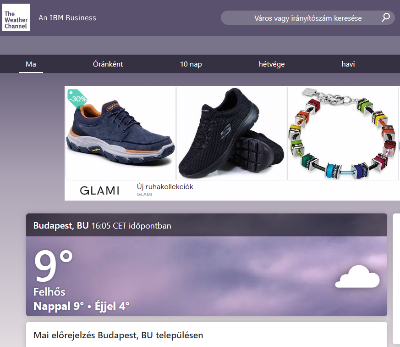 The
Weather
Channel
An IBM Business
Város vagy irányítószám keresése
Ma
Óránként
10 nap
hétvége
havi
-30%
GLAMI
Új ruhakollekciók
GLAMI
Budapest, BU 16:05 CET időpontban
9°
Felhős
Nappal 9° • Éjjel 4°
Mai előrejelzés Budapest, BU településen